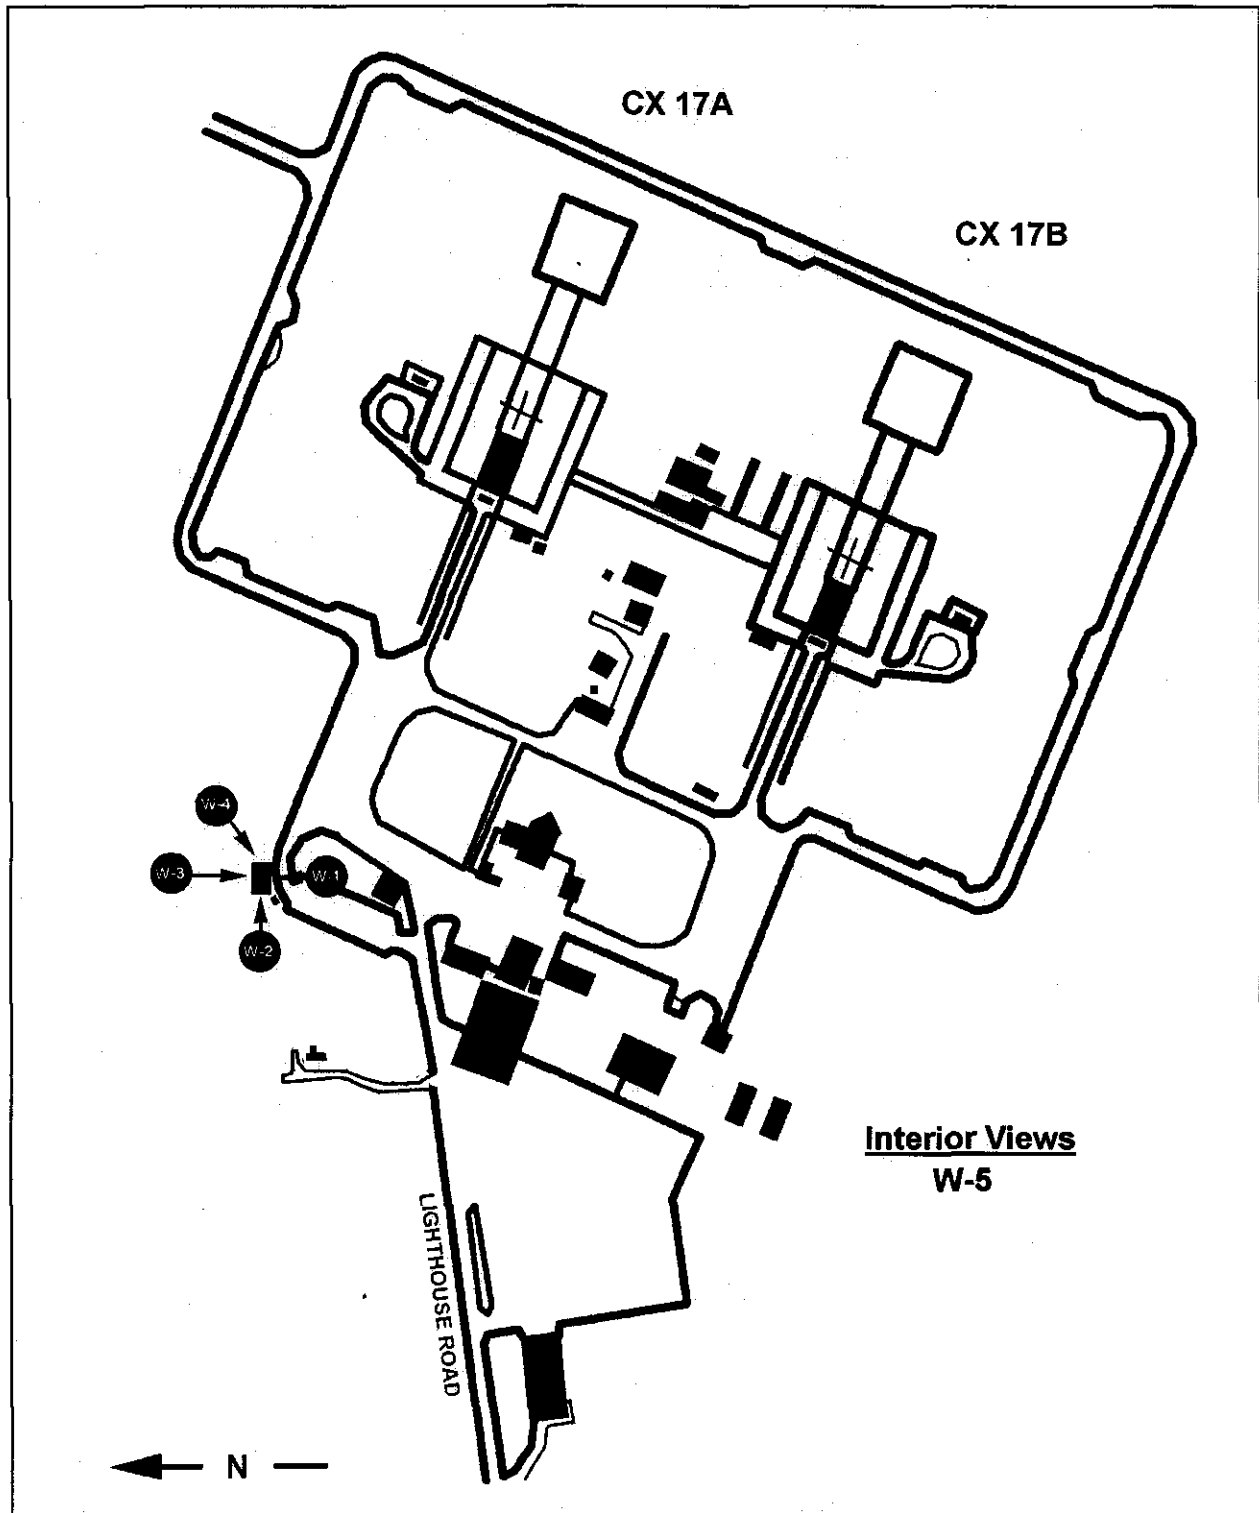 CX 17A
CX 17B
W-4
W-3
W-1
W-2
Interior Views
W-5
LIGHTHOUSE ROAD
N